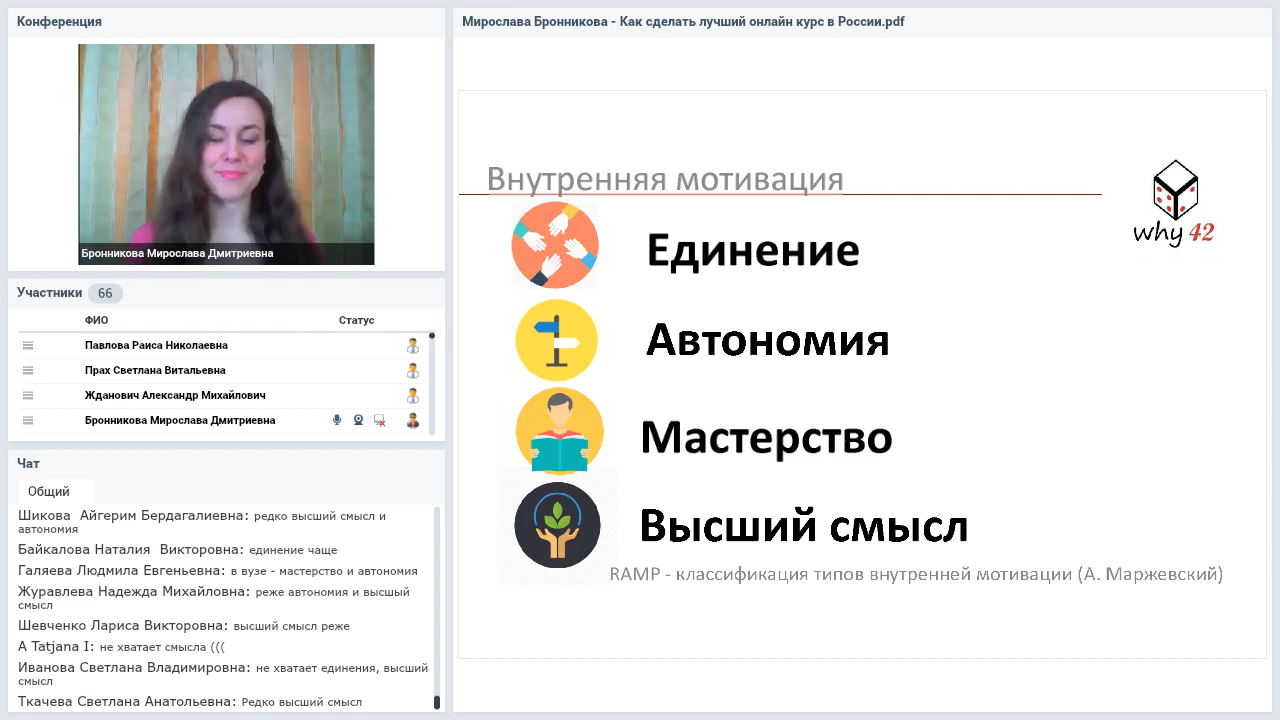 Конференция
Бронникова Мирослава Дмитриевна
Участники 66
ФИО Статус
Павлова Раиса Николаевна
Прах Светлана Витальевна
Жданович Александр Михайлович
Бронникова Мирослава Дмитриевна
Чат
Общий
Шикова Айгерим Бердагалиевна: редко высший смысл и
автономия
Байкалова Наталия Викторовна: единение чаще
Галяева Людмила Евгеньевна: в вузе - мастерство и автономия
Журавлева Надежда Михайловна: реже автономия и высшый
смысл
Шевченко Лариса Викторовна: высший смысл реже
A Tatjana I: не хватает смысла (((
Иванова Светлана Владимировна: не хватает единения, высший
смысл
Ткачева Светлана Анатольевна: Редко высший смысл
Мирослава Бронникова - Как сделать лучший онлайн курс в России.pdf
Внутренняя мотивация
why 42
Единение
Автономия
Мастерство
Высший смысл
RAMP - классификация типов внутренней мотивации (А. Маржевский)